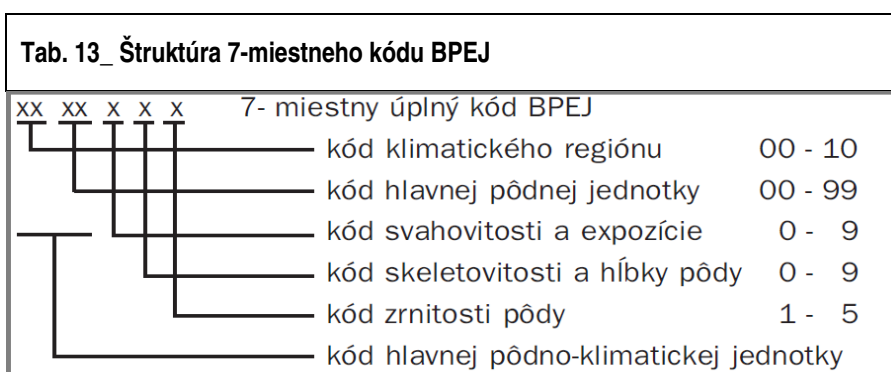 Tab. 13_ Štruktúra 7-miestneho kódu BPEJ
xx xx x x x 7- miestny úplný kód BPEJ
kód klimatického regiónu 00 - 10
kód hlavnej pôdnej jednotky 00 - 99
kód svahovitosti a expozície 0 - 9
kód skeletovitosti a hĺbky pôdy 0 - 9
kód zrnitosti pôdy 1 - 5
kód hlavnej pôdno-klimatickej jednotky